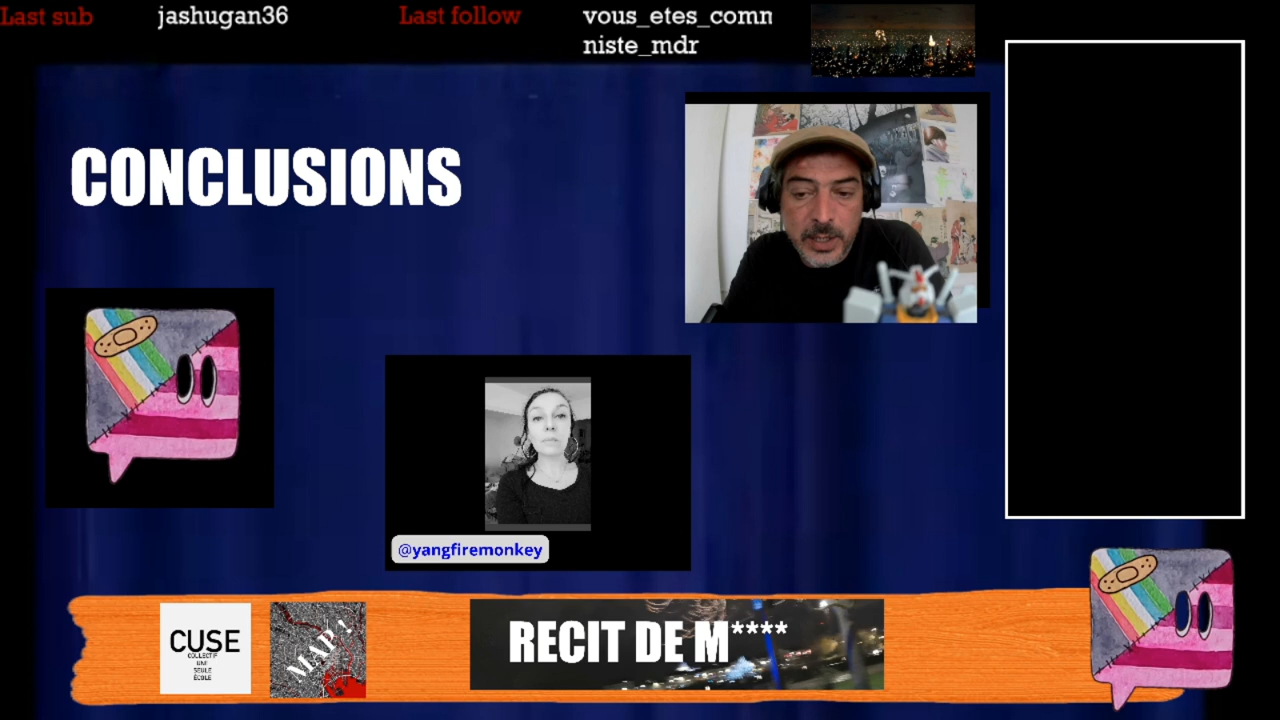 Last sub
jashugan36
Last follow
vous_etes_comn
niste_mdr
CONCLUSIONS
@yangfiremonkey
CUSE
COLLECTIF
UNE
SEULE
ÉCOLE
MAP !
RECIT DE M****